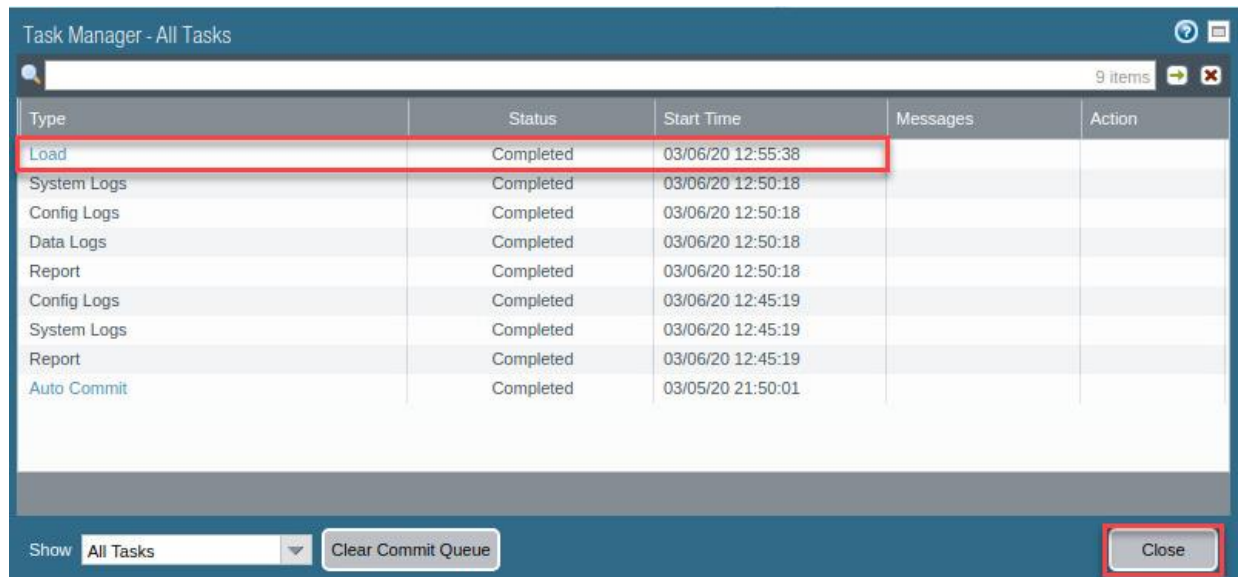 Task Manager - All Tasks
9 items
Type Status Start Time Messages Action
Load Completed 03/06/20 12:55:38
System Logs Completed 03/06/20 12:50:18
Config Logs Completed 03/06/20 12:50:18
Data Logs Completed 03/06/20 12:50:18
Report Completed 03/06/20 12:50:18
Config Logs Completed 03/06/20 12:45:19
System Logs Completed 03/06/20 12:45:19
Report Completed 03/06/20 12:45:19
Auto Commit Completed 03/05/20 21:50:01
Show All Tasks Clear Commit Queue Close